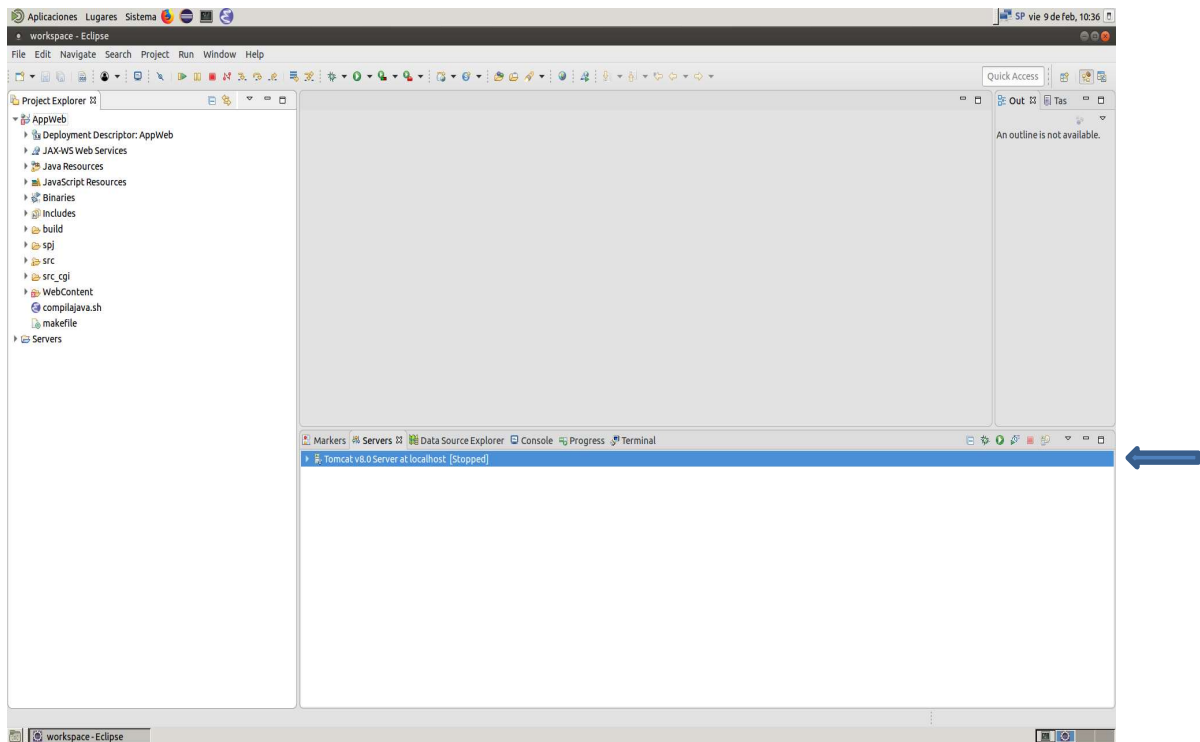 Aplicaciones Lugares Sistema
SP vie 9 de feb, 10:36
workspace - Eclipse
File Edit Navigate Search Project Run Window Help
Quick Access
Project Explorer
Out Tas
AppWeb
Deployment Descriptor: AppWeb
An outline is not available.
JAX-WS Web Services
Java Resources
JavaScript Resources
Binaries
Includes
build
spj
src
src_cgi
WebContent
compilajava.sh
makefile
Servers
Markers Servers Data Source Explorer Console Progress Terminal
Tomcat v8.0 Server at localhost [Stopped]
workspace - Eclipse